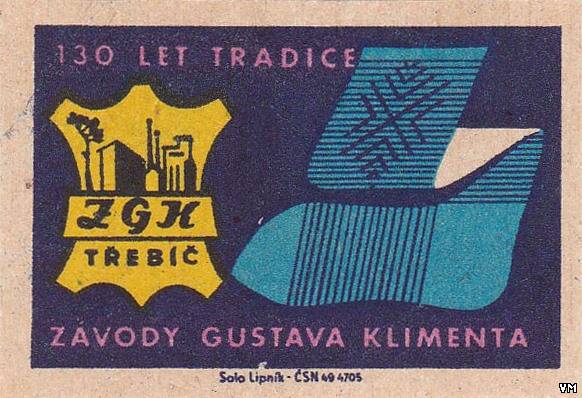 130 LET TRADICE
ZGK
TŘEBÍČ
ZÁVODY GUSTAVA KLIMENTA
Solo Lipník - ČSN 49 4705
VM